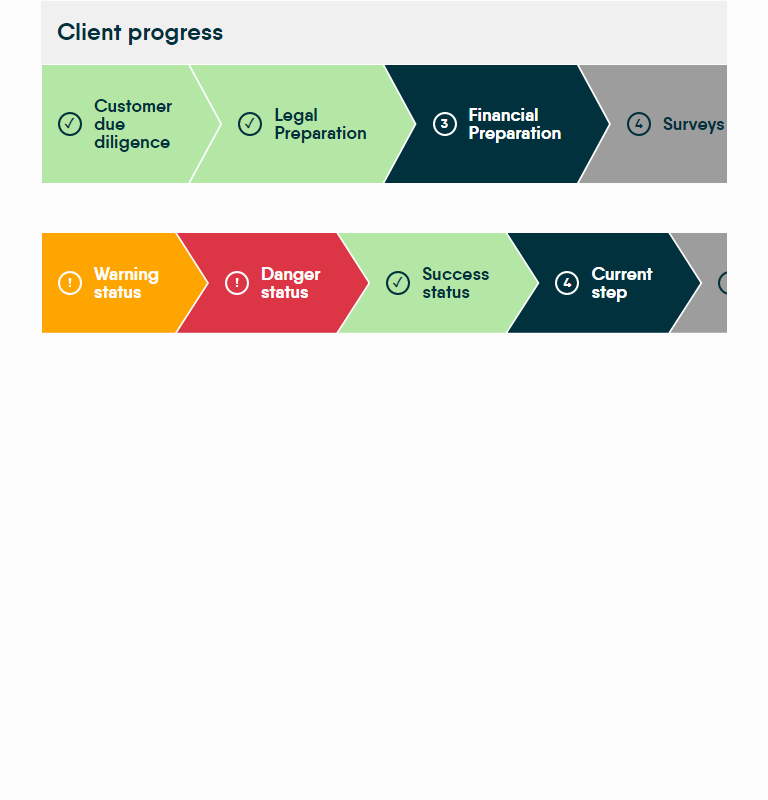 Client progress
✓ Customer
due
diligence
✓ Legal
Preparation
3 Financial
Preparation
4 Surveys
! Warning
status
! Danger
status
✓ Success
status
4 Current
step